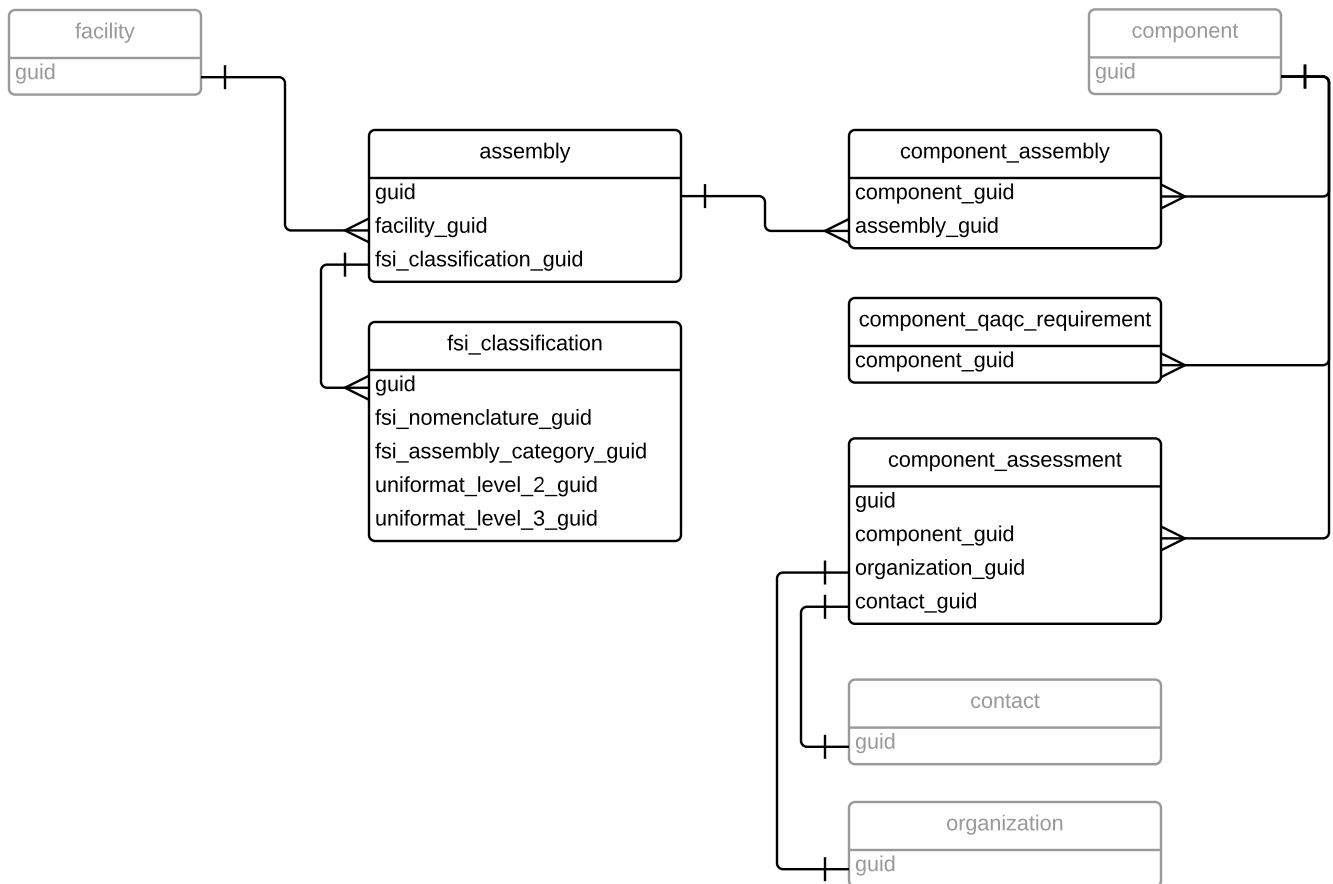 facility
guid
component
guid
assembly
guid
facility_guid
fsi_classification_guid
component_assembly
component_guid
assembly_guid
fsi_classification
guid
fsi_nomenclature_guid
fsi_assembly_category_guid
uniformat_level_2_guid
uniformat_level_3_guid
component_qaqc_requirement
component_guid
component_assessment
guid
component_guid
organization_guid
contact_guid
contact
guid
organization
guid